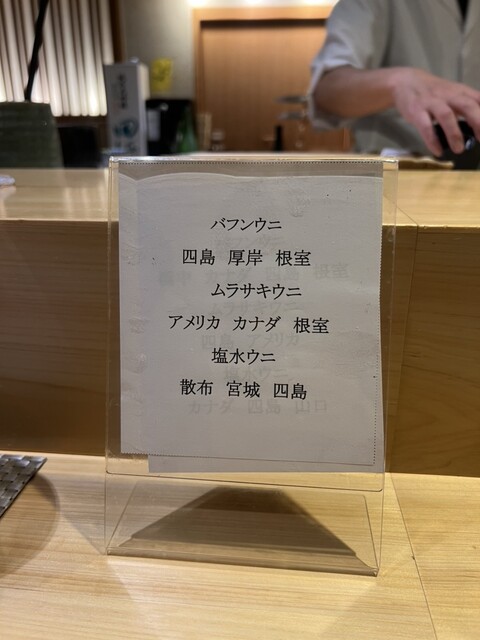 バフンウニ
四島 厚岸 根室
ムラサキウニ
アメリカ カナダ 根室
塩水ウニ
散布 宮城 四島